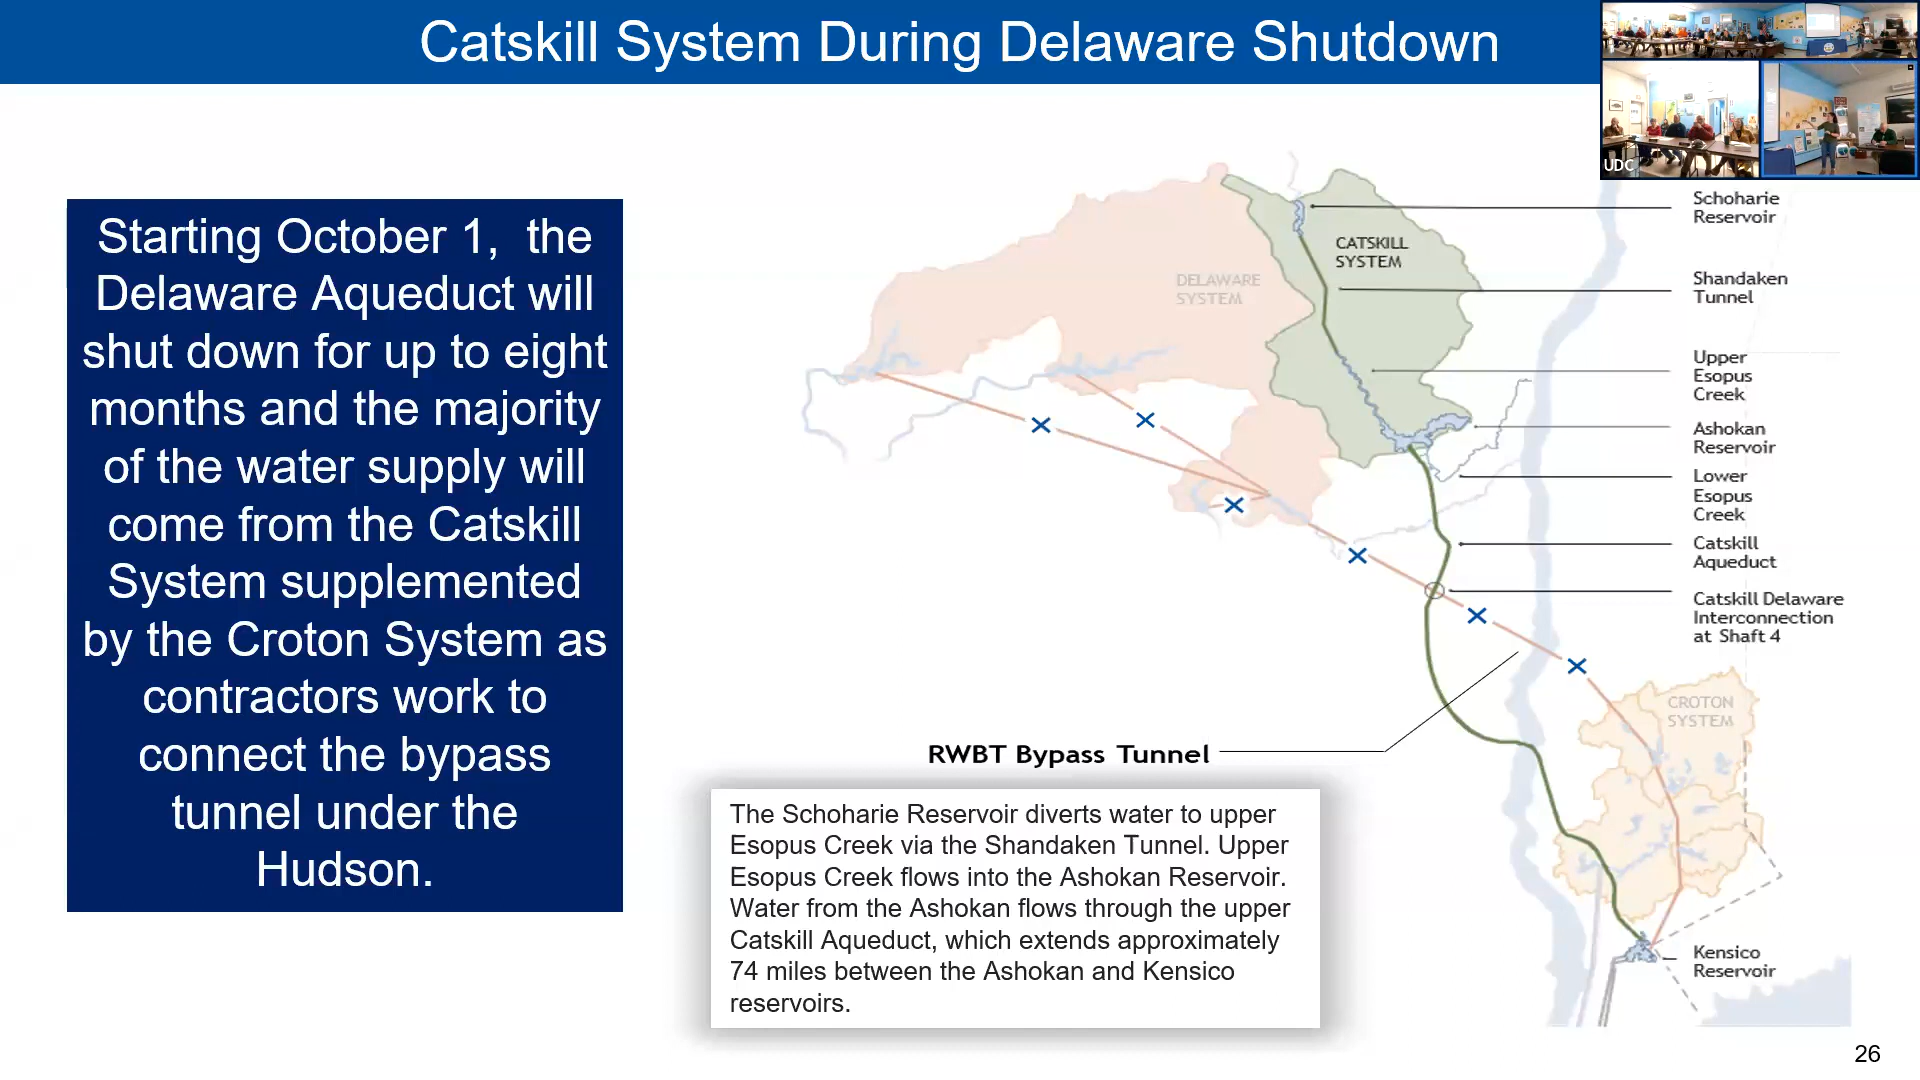 Catskill System During Delaware Shutdown
UDC
Starting October 1, the
Delaware Aqueduct will
shut down for up to eight
months and the majority
of the water supply will
come from the Catskill
System supplemented
by the Croton System as
contractors work to
connect the bypass
tunnel under the
Hudson.
DELAWARE
SYSTEM
CATSKILL
SYSTEM
Schoharie
Reservoir
Shandaken
Tunnel
Upper
Esopus
Creek
Ashokan
Reservoir
Lower
Esopus
Creek
Catskill
Aqueduct
Catskill Delaware
Interconnection
at Shaft 4
CROTON
SYSTEM
RWBT Bypass Tunnel
The Schoharie Reservoir diverts water to upper
Esopus Creek via the Shandaken Tunnel. Upper
Esopus Creek flows into the Ashokan Reservoir.
Water from the Ashokan flows through the upper
Catskill Aqueduct, which extends approximately
74 miles between the Ashokan and Kensico
reservoirs.
Kensico
Reservoir
26